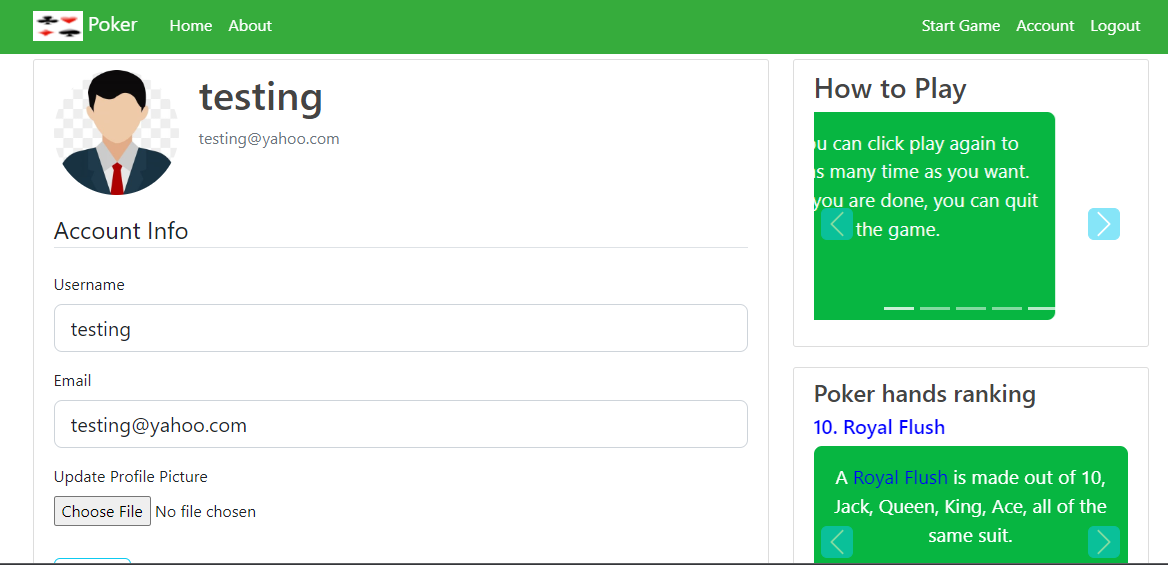 Poker
Home
About
Start Game
Account
Logout
testing
testing@yahoo.com
Account Info
Username
testing
Email
testing@yahoo.com
Update Profile Picture
Choose File No file chosen
How to Play
can click play again to
many time as you want.
you are done, you can quit
the game.
Poker hands ranking
10. Royal Flush
A Royal Flush is made out of 10,
Jack, Queen, King, Ace, all of the
same suit.